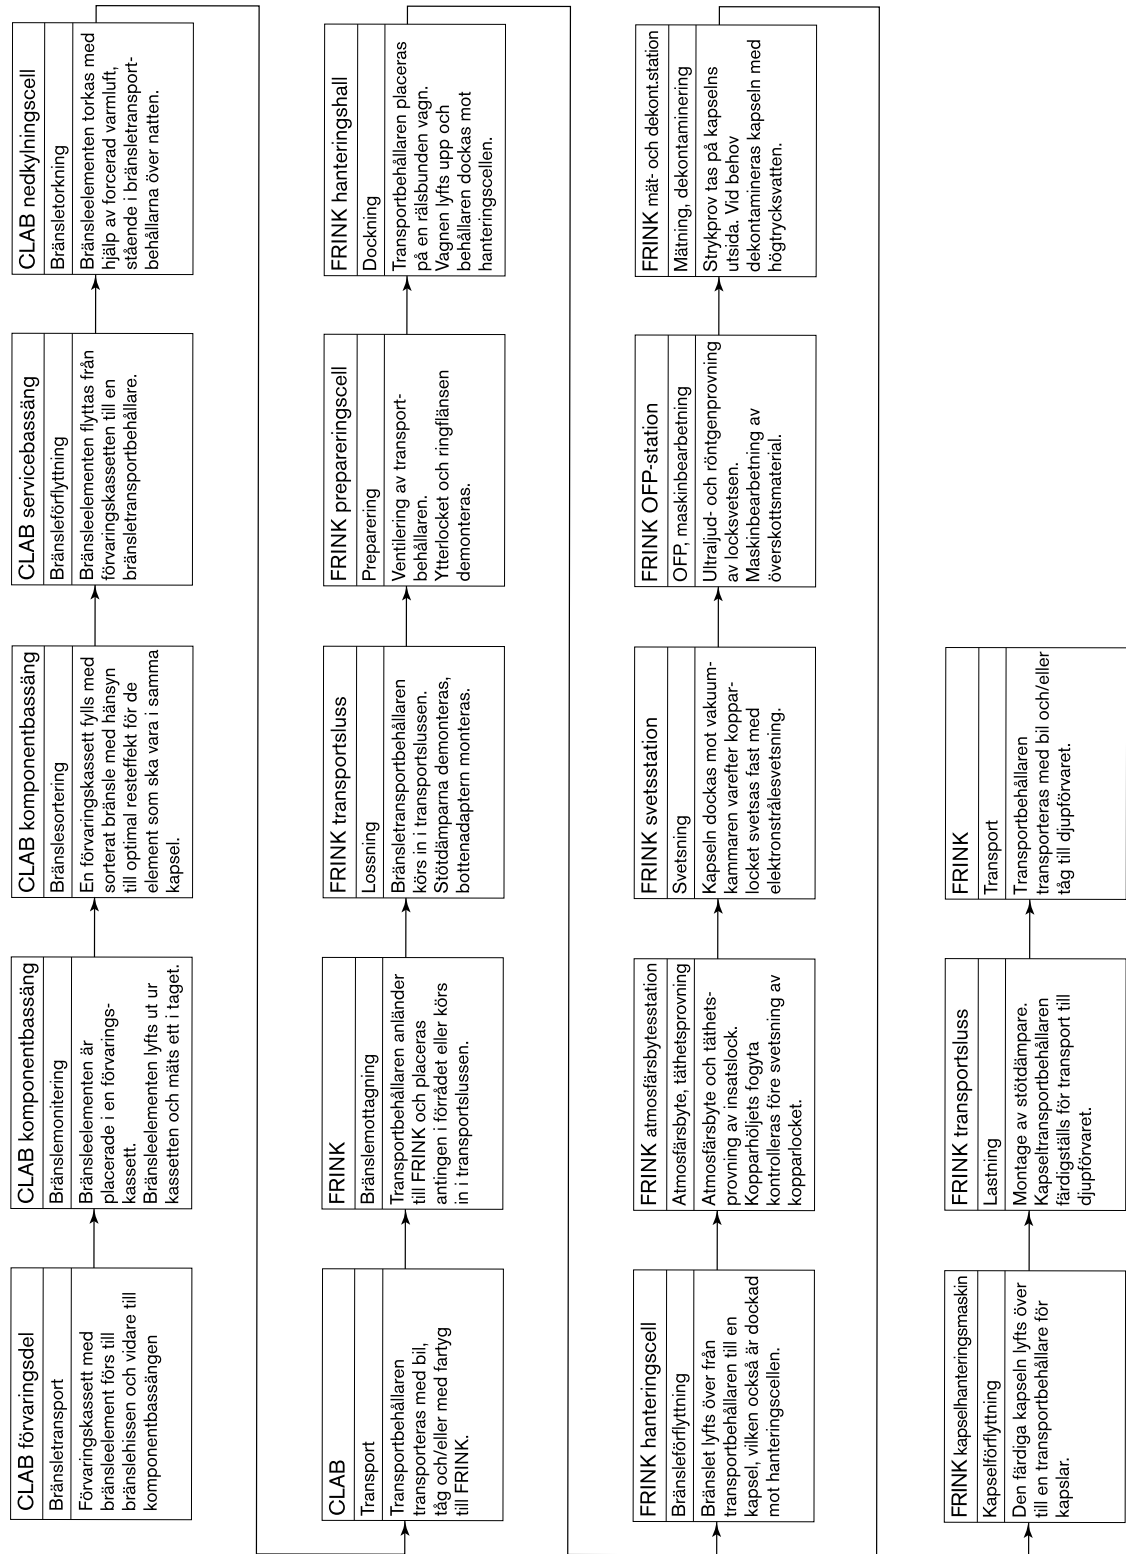 CLAB förvaringsdel
Bränsletransport
Förvaringskassett med
bränsleelement förs till
bränslehissen och vidare till
komponentbassängen
CLAB komponentbassäng
Bränslemonitering
Bränsleelementen är
placerade i en förvarings-
kassett.
Bränsleelementen lyfts ut ur
kassetten och mäts ett i taget.
CLAB komponentbassäng
Bränslesortering
En förvaringskassett fylls med
sorterat bränsle med hänsyn
till optimal resteffekt för de
element som ska vara i samma
kapsel.
CLAB servicebassäng
Bränsleförflyttning
Bränsleelementen flyttas från
förvaringskassetten till en
bränsletransportbehållare.
CLAB nedkylningscell
Bränsletorkning
Bränsleelementen torkas med
hjälp av forcerad varmluft,
stående i bränsletransport-
behållarna över natten.
CLAB
Transport
Transportbehållaren
transporteras med bil,
tåg och/eller med fartyg
till FRINK.
FRINK
Bränslemottagning
Transportbehållaren anländer
till FRINK och placeras
antingen i förrådet eller körs
in i transportslussen.
FRINK transportsluss
Lossning
Bränsletransportbehållaren
körs in i transportslussen.
Stötdämparna demonteras,
bottenadaptern monteras.
FRINK prepareringscell
Preparering
Ventilering av transport-
behållaren.
Ytterlocket och ringflänsen
demonteras.
FRINK hanteringshall
Dockning
Transportbehållaren placeras
på en rälsbunden vagn.
Vagnen lyfts upp och
behållaren dockas mot
hanteringscellen.
FRINK hanteringscell
Bränsleförflyttning
Bränslet lyfts över från
transportbehållaren till en
kapsel, vilken också är dockad
mot hanteringscellen.
FRINK atmosfärsbytesstation
Atmosfärsbyte, täthetsprovning
Atmosfärsbyte och täthets-
provning av insatslock.
Kopparhöljets fogyta
kontrolleras före svetsning av
kopparlocket.
FRINK svetsstation
Svetsning
Kapseln dockas mot vakuum-
kammaren varefter koppar-
locket svetsas fast med
elektronstrålesvetsning.
FRINK OFP-station
OFP, maskinbearbetning
Ultraljud- och röntgenprovning
av locksvetsen.
Maskinbearbetning av
överskottsmaterial.
FRINK mät- och dekont.station
Mätning, dekontaminering
Strykprov tas på kapselns
utsida. Vid behov
dekontamineras kapseln med
högtrycksvatten.
FRINK kapselhanteringsmaskin
Kapselförflyttning
Den färdiga kapseln lyfts över
till en transportbehållare för
kapslar.
FRINK transportsluss
Lastning
Montage av stötdämpare.
Kapseltransportbehållaren
färdigställs för transport till
djupförvaret.
FRINK
Transport
Transportbehållaren
transporteras med bil och/eller
tåg till djupförvaret.